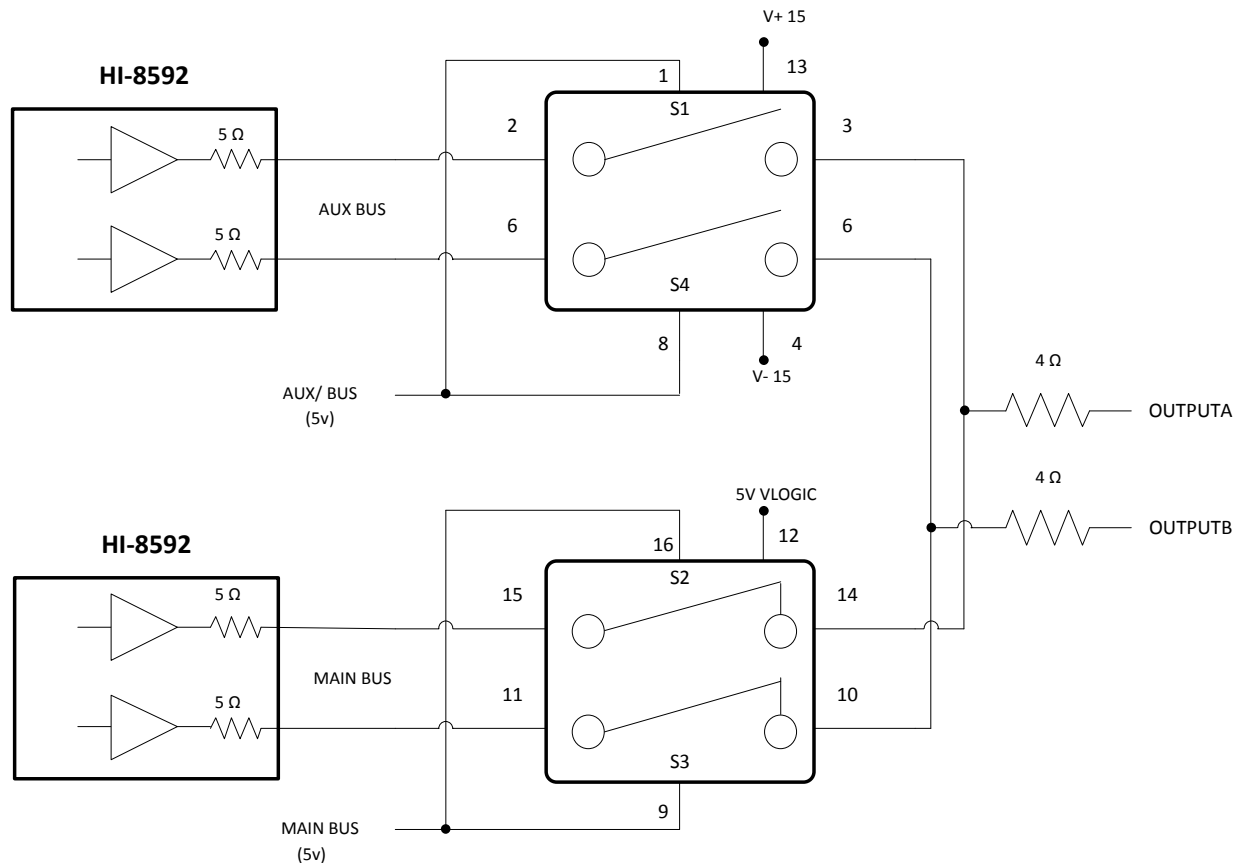 V+ 15
HI-8592
1
13
S1
5 Ω
2
3
AUX BUS
5 Ω
6
6
S4
8
4
V- 15
AUX/ BUS
(5v)
4 Ω
OUTPUTA
4 Ω
OUTPUTB
5V VLOGIC
HI-8592
16
12
S2
5 Ω
15
14
MAIN BUS
5 Ω
11
10
S3
9
MAIN BUS
(5v)